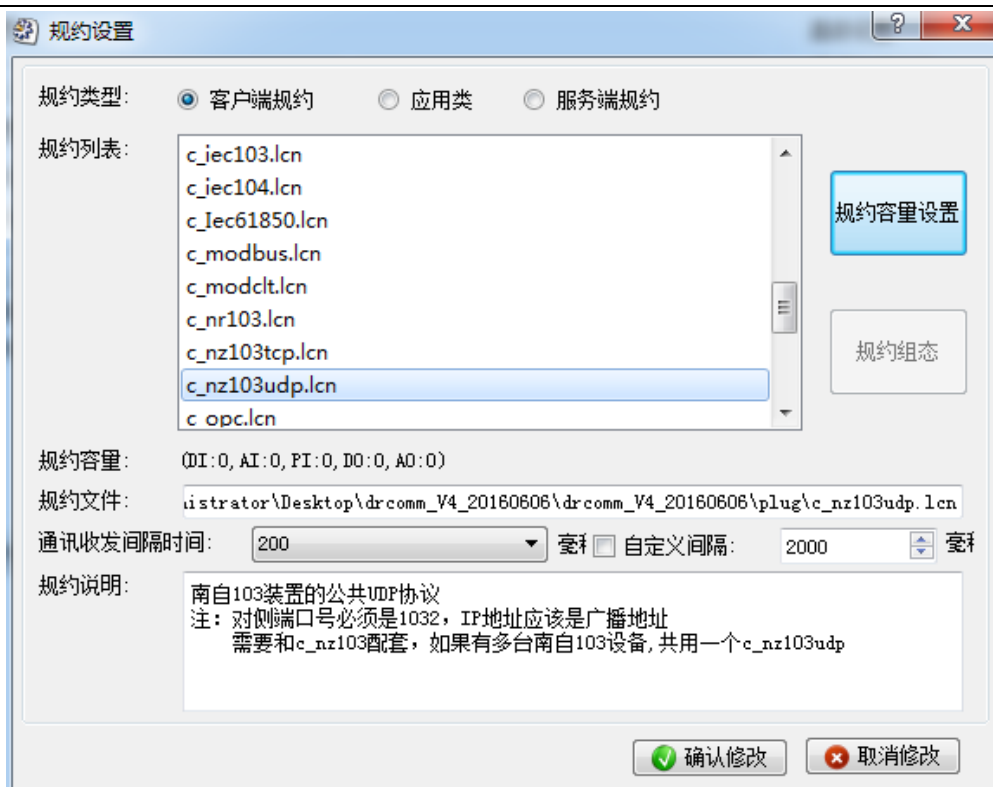 规约设置
规约类型: 客户端规约 应用类 服务端规约
规约列表:
c_iec103.lcn
c_iec104.lcn
c_Iec61850.lcn
c_modbus.lcn
c_modclt.lcn
c_nr103.lcn
c_nz103tcp.lcn
c_nz103udp.lcn
c_opc.lcn
规约容量设置
规约组态
规约容量: (DI:0,AI:0,PI:0,DO:0,AO:0)
规约文件: istrator\Desktop\drcomm_V4_20160606\drcomm_V4_20160606\plug\c_nz103udp.lcn
通讯收发间隔时间: 200 毫秒 自定义间隔: 2000 毫秒
规约说明:
南自103装置的公共UDP协议
注: 对侧端口号必须是1032，IP地址应该是广播地址
需要和c_nz103配套，如果有多台南自103设备,共用一个c_nz103udp
确认修改 取消修改